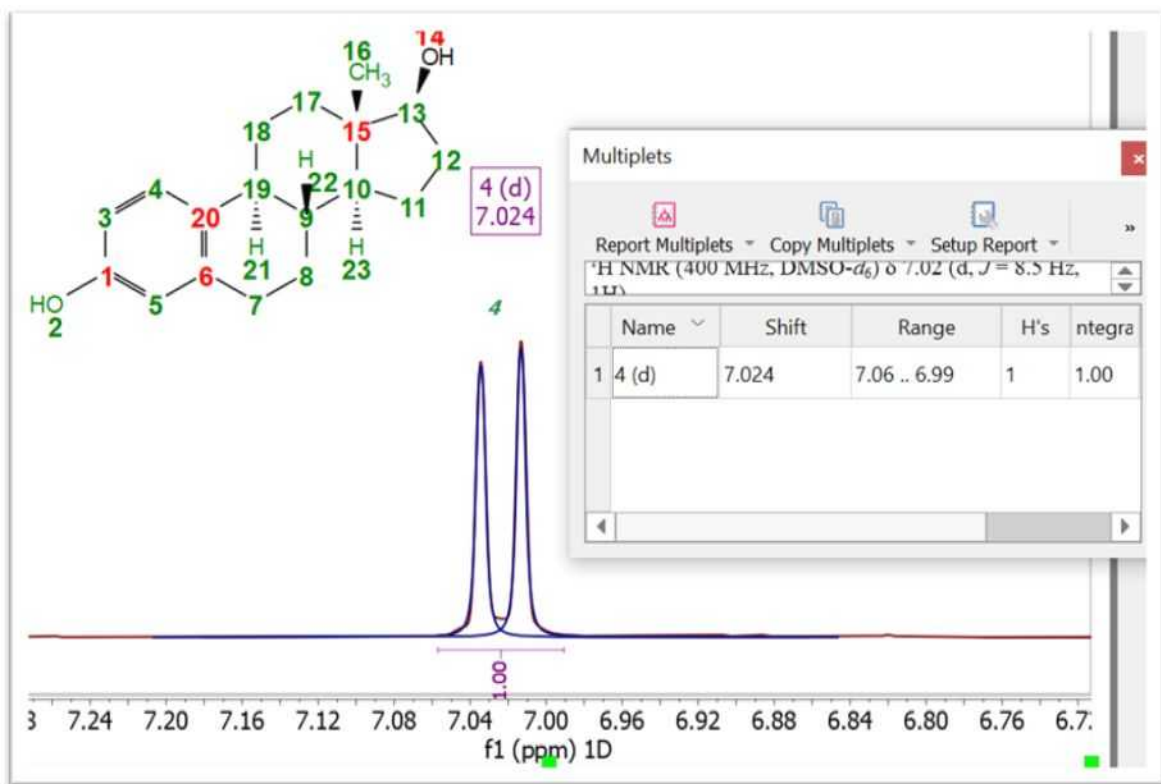 14
OH
16
CH3
17
13
18
15
H
12
4
22
19
10
3
20
9
11
H
H
1
6
21
8
23
HO
5
7
2
4 (d)
7.024
4
1.00
Multiplets
Report Multiplets Copy Multiplets Setup Report »
¹H NMR (400 MHz, DMSO-d6) δ 7.02 (d, J = 8.5 Hz,
1H)
Name Shift Range H's ntegra
1 4 (d) 7.024 7.06 .. 6.99 1 1.00
3 7.24 7.20 7.16 7.12 7.08 7.04 7.00 6.96 6.92 6.88 6.84 6.80 6.76 6.7
f1 (ppm) 1D